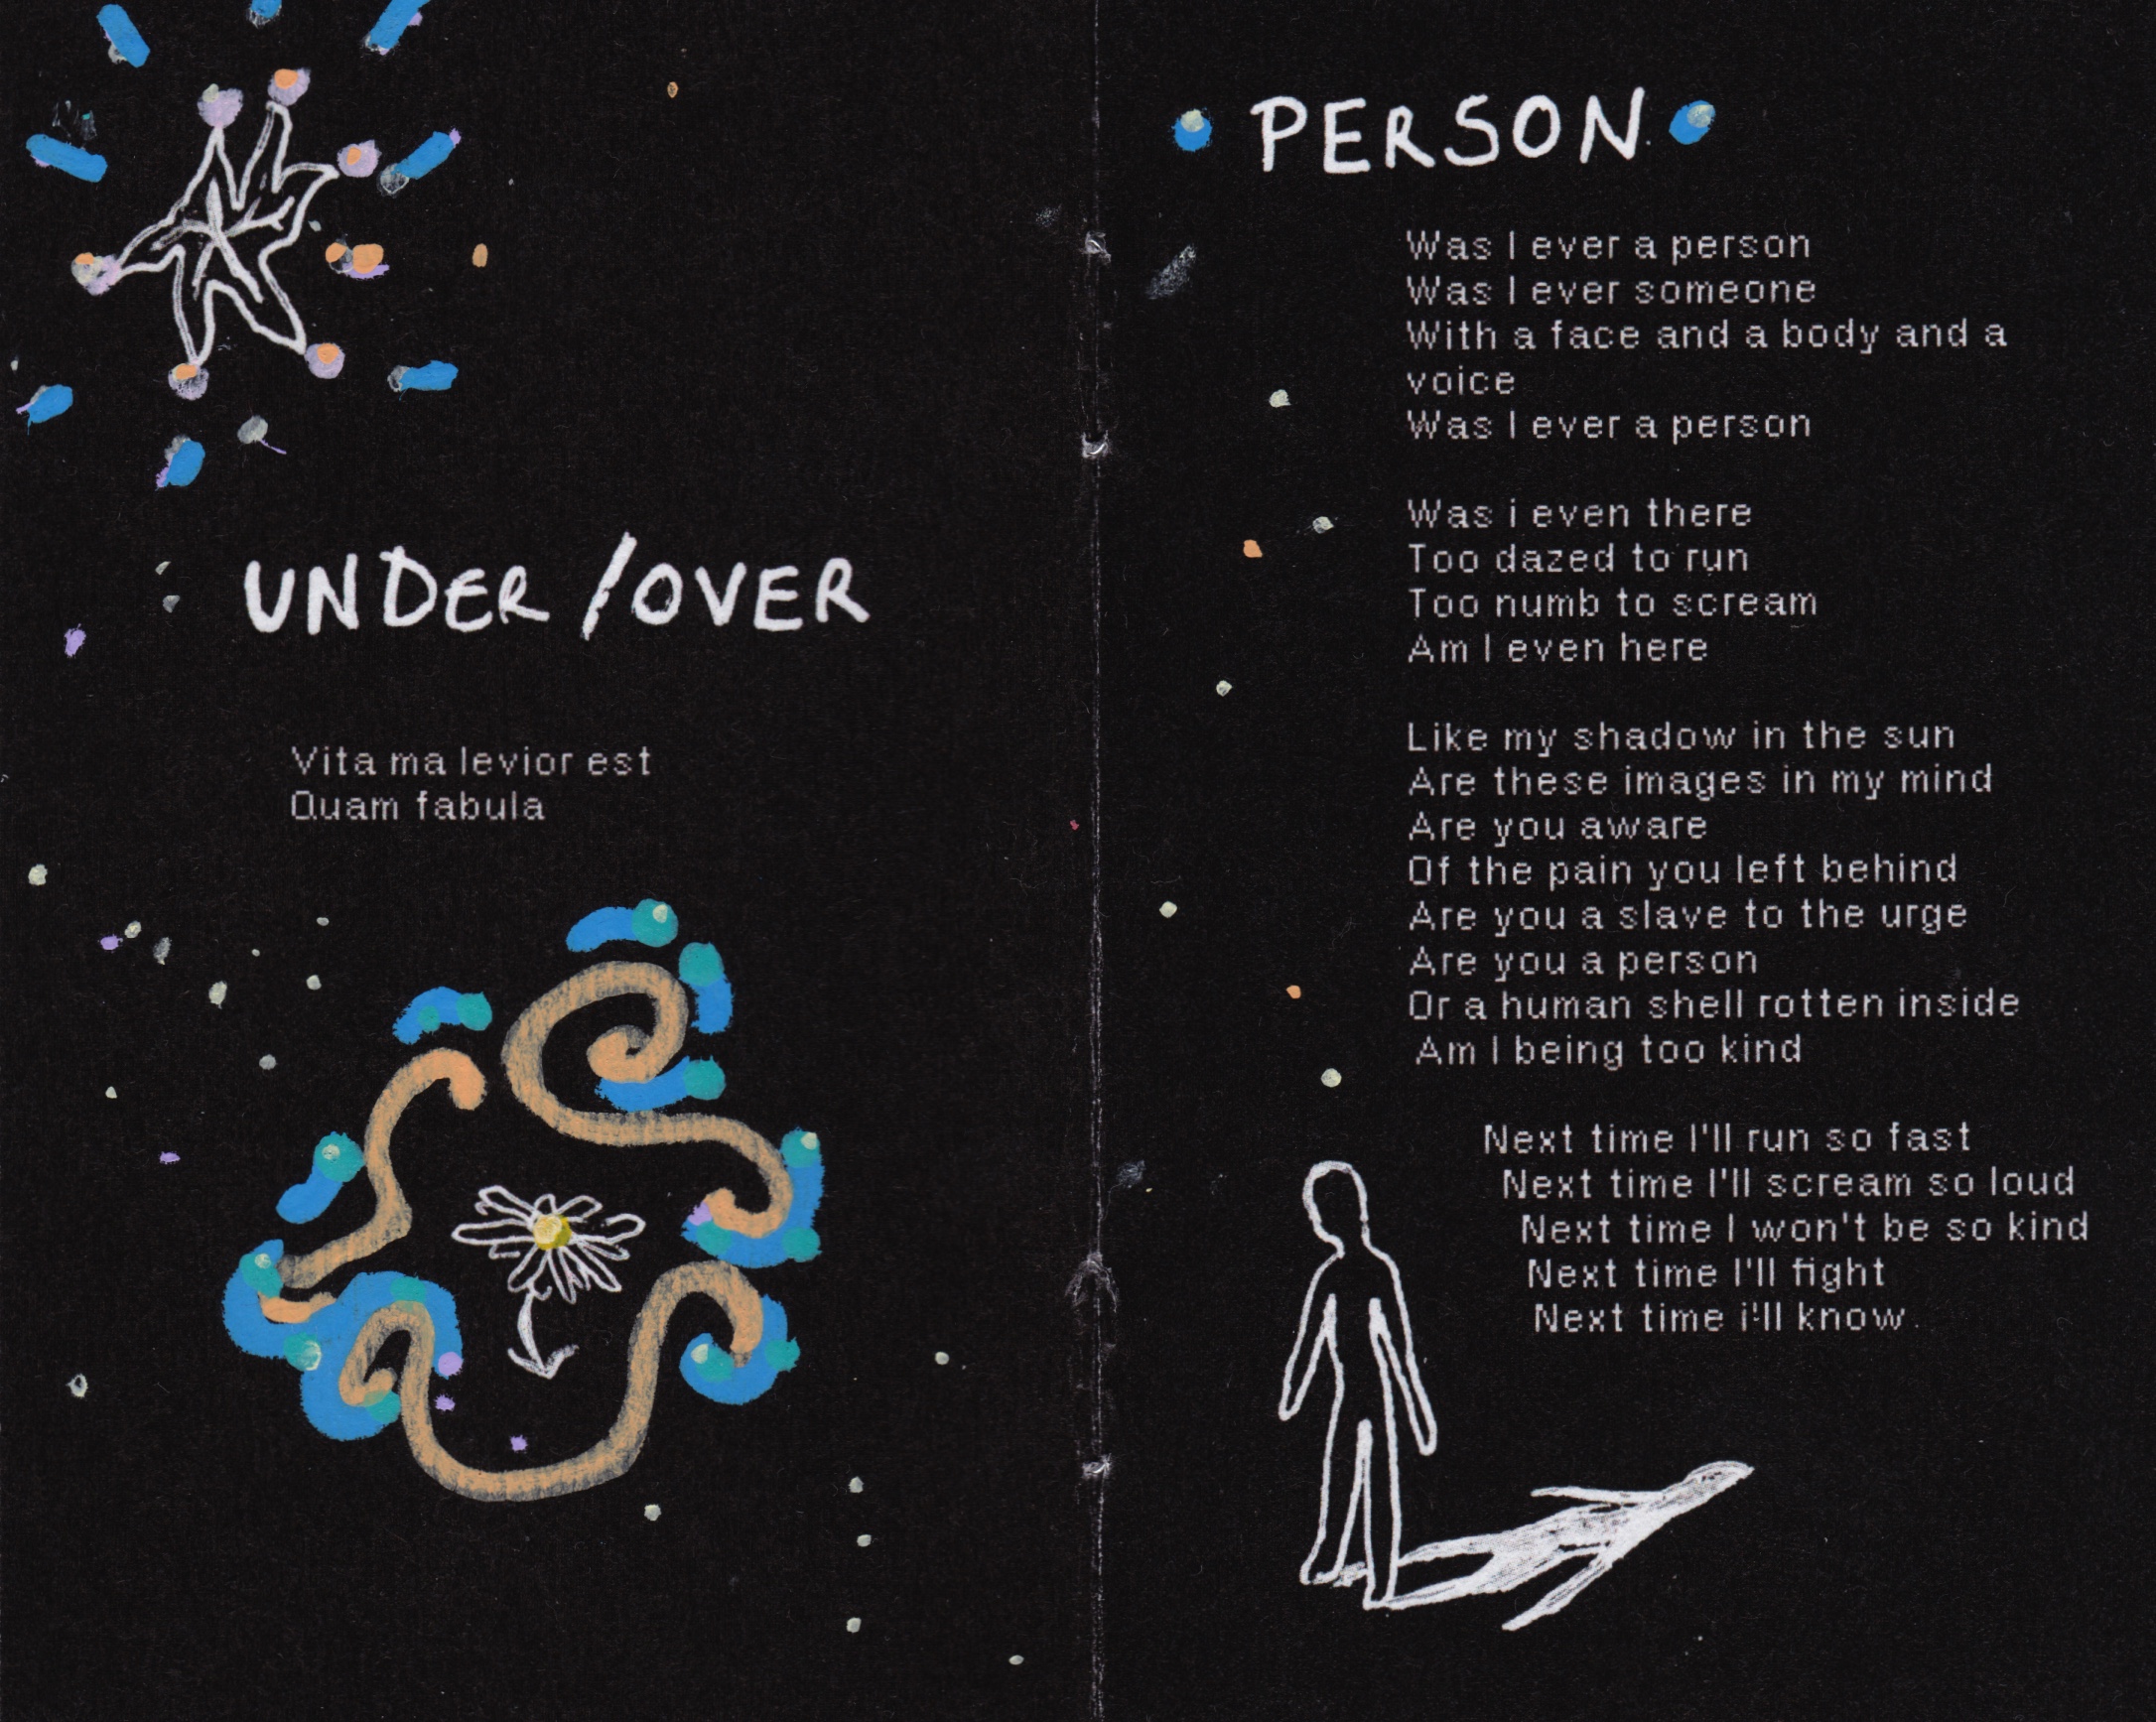 UNDER/OVER
Vita ma levior est
Quam fabula
PERSON
Was I ever a person
Was I ever someone
With a face and a body and a
voice
Was I ever a person
Was i even there
Too dazed to run
Too numb to scream
Am I even here
Like my shadow in the sun
Are these images in my mind
Are you aware
Of the pain you left behind
Are you a slave to the urge
Are you a person
Or a human shell rotten inside
Am I being too kind
Next time I'll run so fast
Next time I'll scream so loud
Next time I won't be so kind
Next time I'll fight
Next time i'll know.